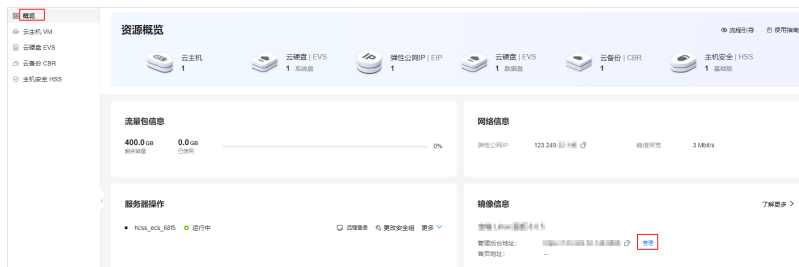 概览
云主机 VM
云硬盘 EVS
云备份 CBR
主机安全 HSS
资源概览
流程引导 使用指南
云主机
1
云硬盘 | EVS
1 系统盘
弹性公网IP | EIP
1
云硬盘 | EVS
1 数据盘
云备份 | CBR
1
主机安全 | HSS
1 基础版
流量包信息
400.0 GB 0.0 GB
剩余容量 已使用
0%
网络信息
弹性公网IP 123.249. 峰值带宽 3 Mbit/s
服务器操作
hcss_ecs_68f5 运行中 远程登录 更改安全组 更多
镜像信息 了解更多
管理后台地址: 管理
首页地址: --